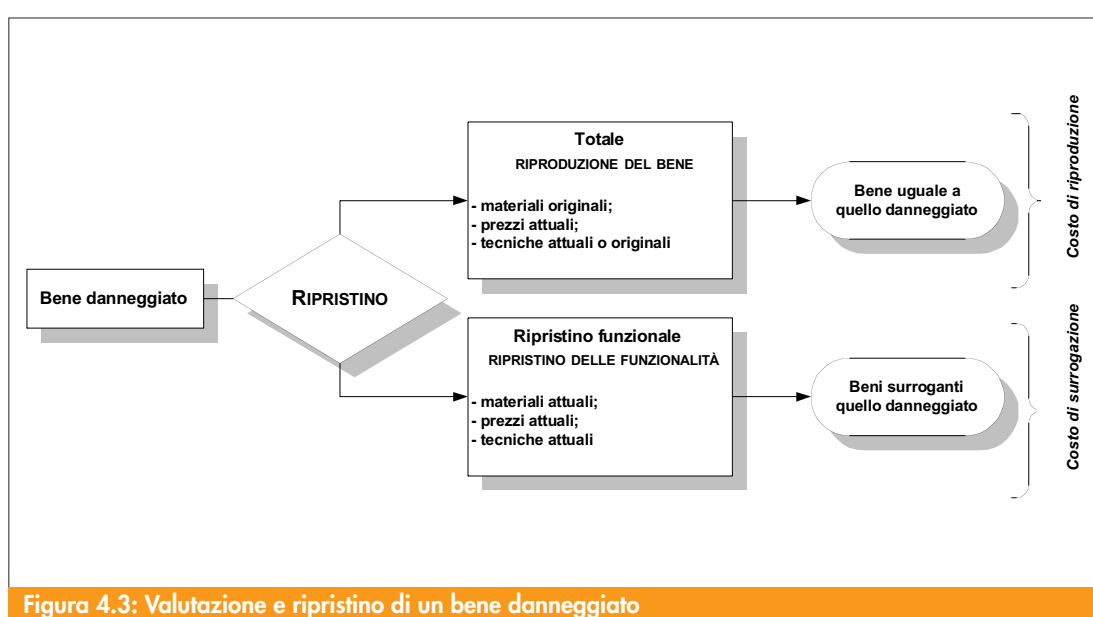 Bene danneggiato
RIPRISTINO
Totale
RIPRODUZIONE DEL BENE
- materiali originali;
- prezzi attuali;
- tecniche attuali o originali
Bene uguale a
quello danneggiato
Costo di riproduzione
Ripristino funzionale
RIPRISTINO DELLE FUNZIONALITÀ
- materiali attuali;
- prezzi attuali;
- tecniche attuali
Beni surroganti
quello danneggiato
Costo di surrogazione
Figura 4.3: Valutazione e ripristino di un bene danneggiato